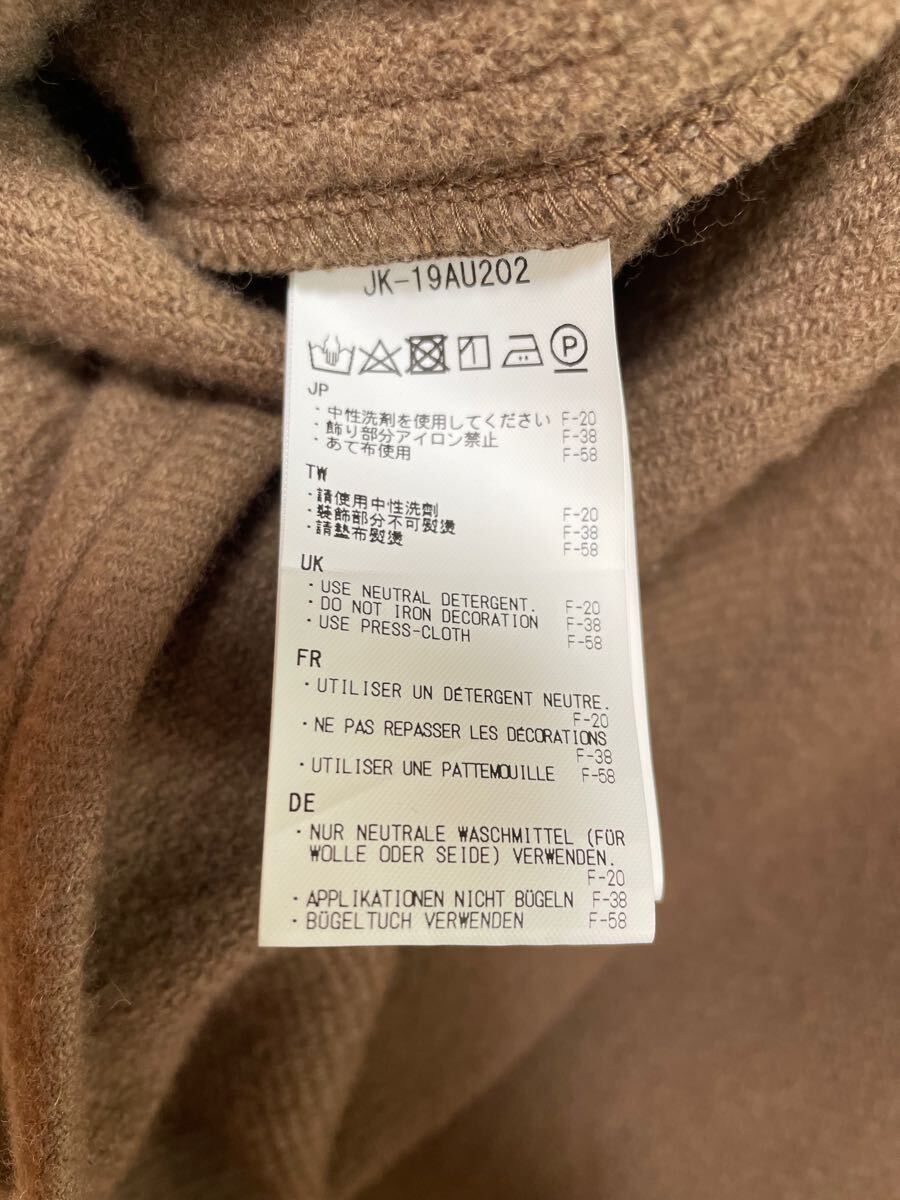 JK-19AU202
P
JP
・中性洗剤を使用してください F-20
・飾り部分アイロン禁止 F-38
・あて布使用 F-58
TW
・請使用中性洗劑 F-20
・裝飾部分不可熨燙 F-38
・請墊布熨燙 F-58
UK
・USE NEUTRAL DETERGENT. F-20
・DO NOT IRON DECORATION F-38
・USE PRESS-CLOTH F-58
FR
・UTILISER UN DÉTERGENT NEUTRE.
F-20
・NE PAS REPASSER LES DÉCORATIONS
F-38
・UTILISER UNE PATTEMOUILLE F-58
DE
・NUR NEUTRALE WASCHMITTEL (FÜR
WOLLE ODER SEIDE) VERWENDEN.
F-20
・APPLIKATIONEN NICHT BÜGELN F-38
・BÜGELTUCH VERWENDEN F-58